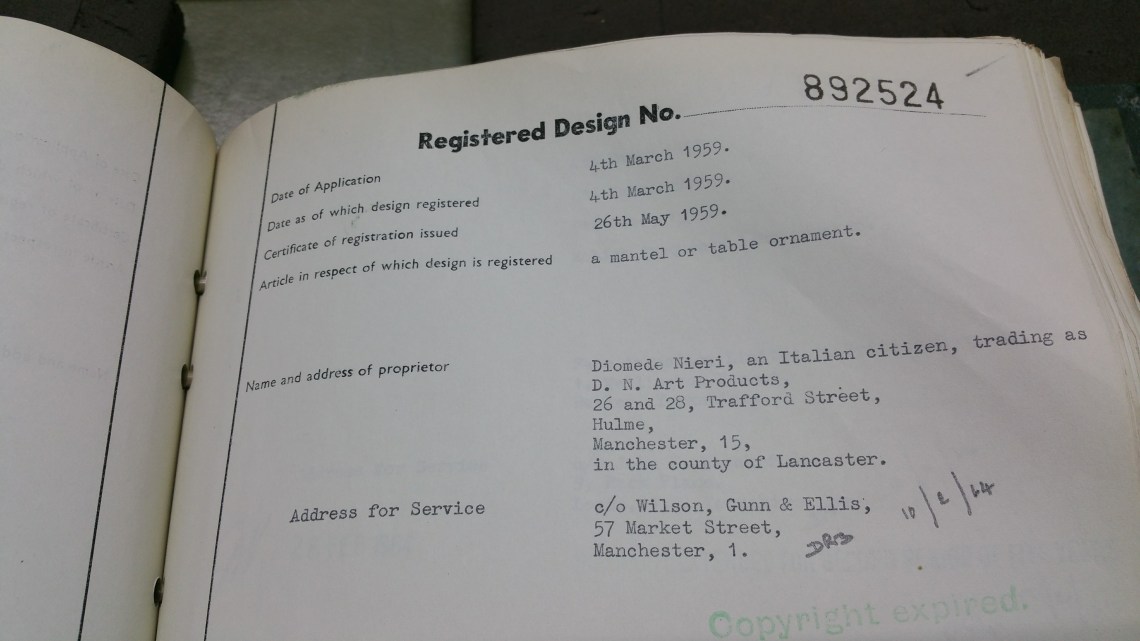 Registered Design No. 892524
Date of Application 4th March 1959.
Date as of which design registered 4th March 1959.
Certificate of registration issued 26th May 1959.
Article in respect of which design is registered a mantel or table ornament.
Name and address of proprietor Diomede Nieri, an Italian citizen, trading as
D. N. Art Products,
26 and 28, Trafford Street,
Hulme,
Manchester, 15,
in the county of Lancaster.
Address for Service c/o Wilson, Gunn & Ellis,
57 Market Street,
Manchester, 1.
Copyright expired.